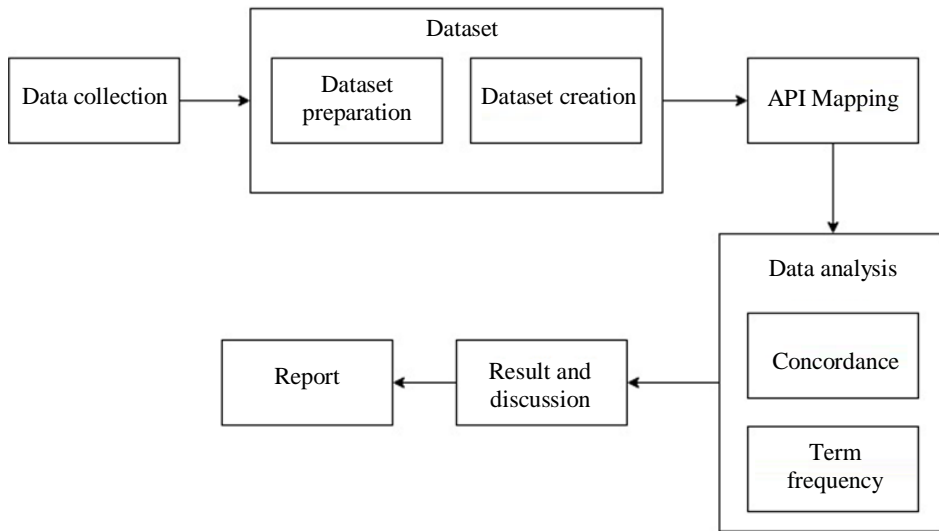 Dataset
Data collection
Dataset
preparation
Dataset creation
API Mapping
Data analysis
Concordance
Term
frequency
Result and
discussion
Report